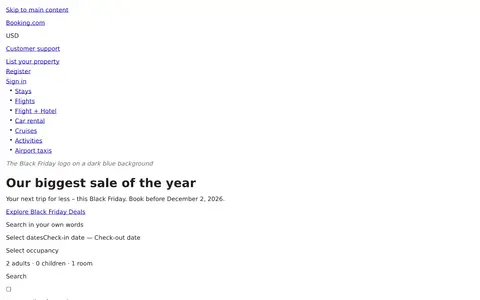 Skip to main content
Booking.com
USD
Customer support
List your property
Register
Sign in
Stays
Flights
Flight + Hotel
Car rental
Cruises
Activities
Airport taxis
The Black Friday logo on a dark blue background
Our biggest sale of the year
Your next trip for less – this Black Friday. Book before December 2, 2026.
Explore Black Friday Deals
Search in your own words
Select datesCheck-in date — Check-out date
Select occupancy
2 adults · 0 children · 1 room
Search